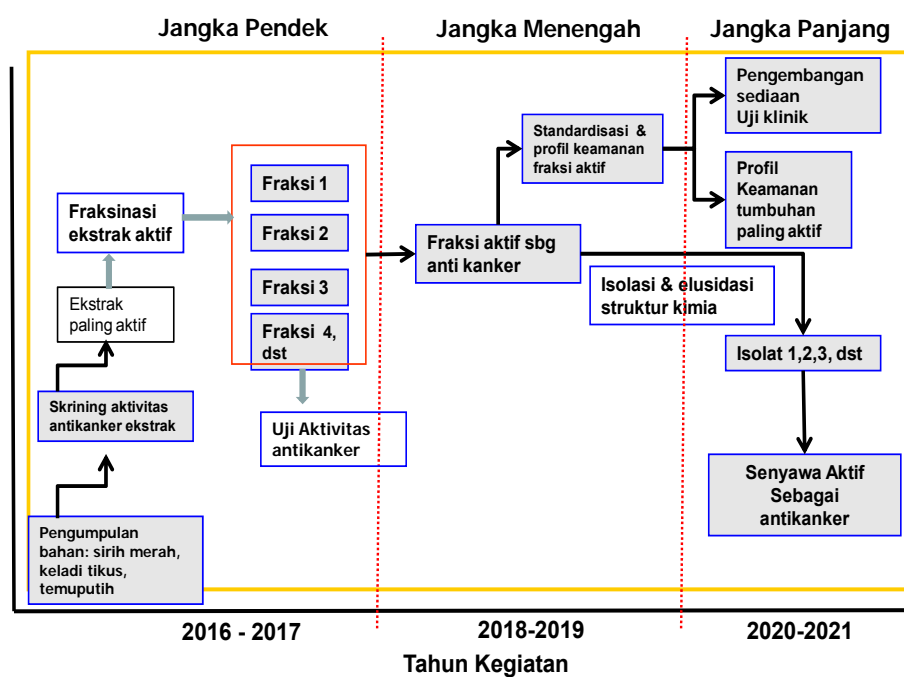 Jangka Pendek
Jangka Menengah
Jangka Panjang
Pengumpulan
bahan: sirih merah,
keladi tikus,
temuputih
Skrining aktivitas
antikanker ekstrak
Ekstrak
paling aktif
Fraksinasi
ekstrak aktif
Fraksi 1
Fraksi 2
Fraksi 3
Fraksi 4,
dst
Uji Aktivitas
antikanker
Fraksi aktif sbg
anti kanker
Standardisasi &
profil keamanan
fraksi aktif
Isolasi & elusidasi
struktur kimia
Pengembangan
sediaan
Uji klinik
Profil
Keamanan
tumbuhan
paling aktif
Isolat 1,2,3, dst
Senyawa Aktif
Sebagai
antikanker
2016 - 2017
2018-2019
2020-2021
Tahun Kegiatan